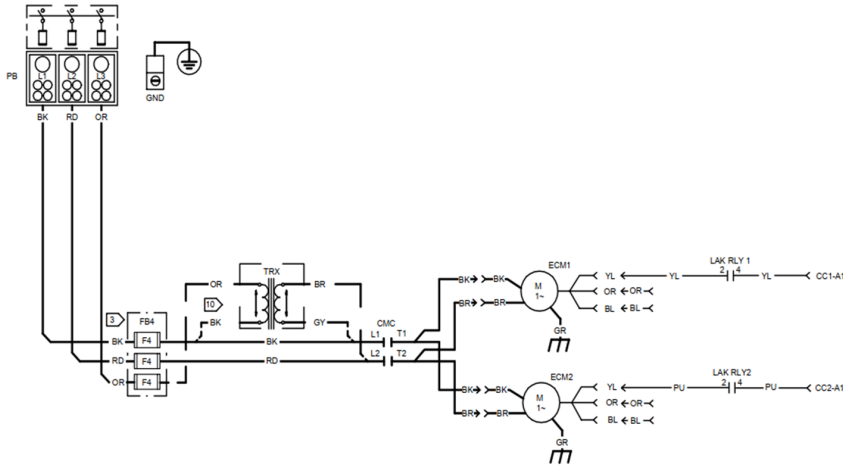 PB
L1 L2 L3
GND
BK RD OR
3 FB4
BK F4
RD F4
OR F4
TRX
OR BR
10
BK GY
BK
RD
CMC
L1 T1
L2 T2
BK BK
BR BR
ECM1
M
1~
GR
YL YL
OR OR
BL BL
LAK RLY 1
2 4
YL
CC1-A1
BK BK
BR BR
ECM2
M
1~
GR
YL PU
OR OR
BL BL
LAK RLY2
2 4
PU
CC2-A1